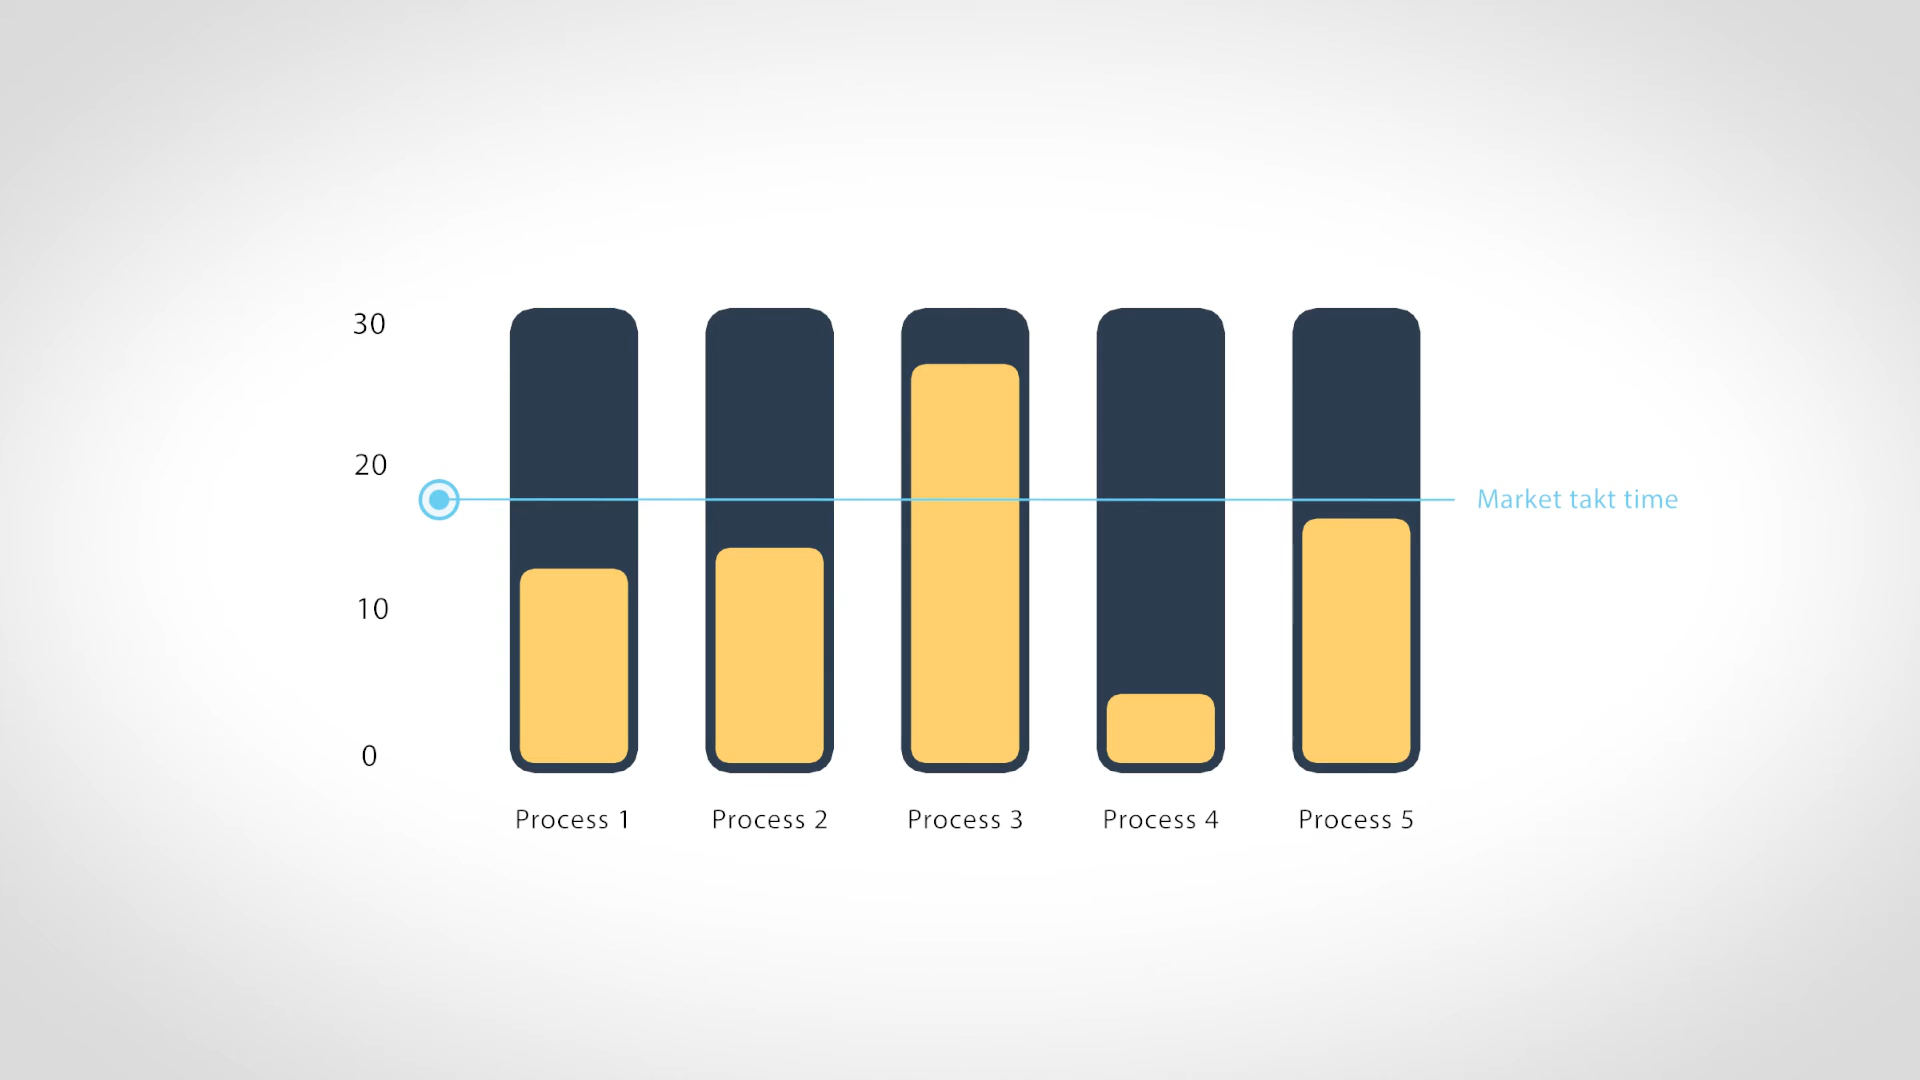 30
20
Market takt time
10
0
Process 1
Process 2
Process 3
Process 4
Process 5